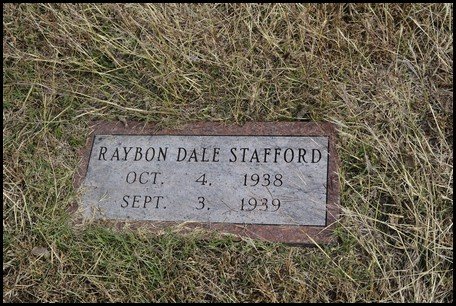 RAYBON DALE STAFFORD
OCT. 4, 1938
SEPT. 3, 1939